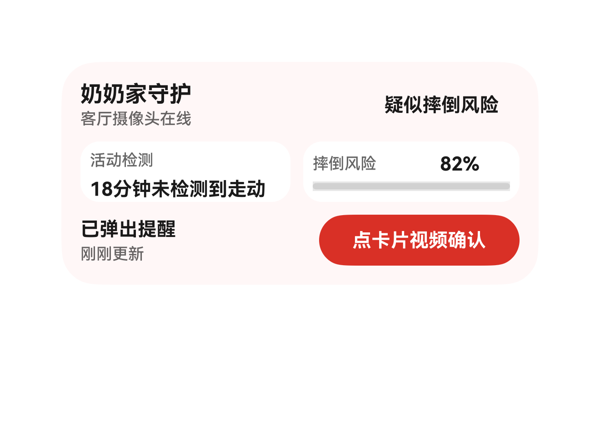 奶奶家守护
客厅摄像头在线
疑似摔倒风险
活动检测
18分钟未检测到走动
摔倒风险
82%
已弹出提醒
刚刚更新
点卡片视频确认